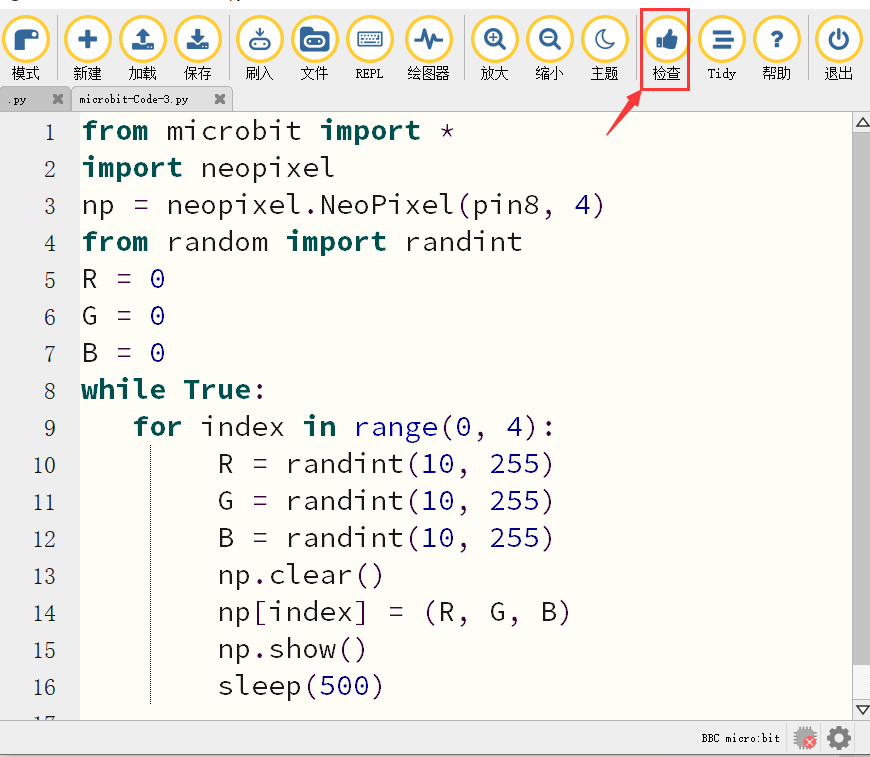 模式 新建 加载 保存 刷入 文件 REPL 绘图器 放大 缩小 主题 检查 Tidy 帮助 退出
.py microbit-Code-3.py
1 from microbit import *
2 import neopixel
3 np = neopixel.NeoPixel(pin8, 4)
4 from random import randint
5 R = 0
6 G = 0
7 B = 0
8 while True:
9 for index in range(0, 4):
10 R = randint(10, 255)
11 G = randint(10, 255)
12 B = randint(10, 255)
13 np.clear()
14 np[index] = (R, G, B)
15 np.show()
16 sleep(500)
BBC micro:bit